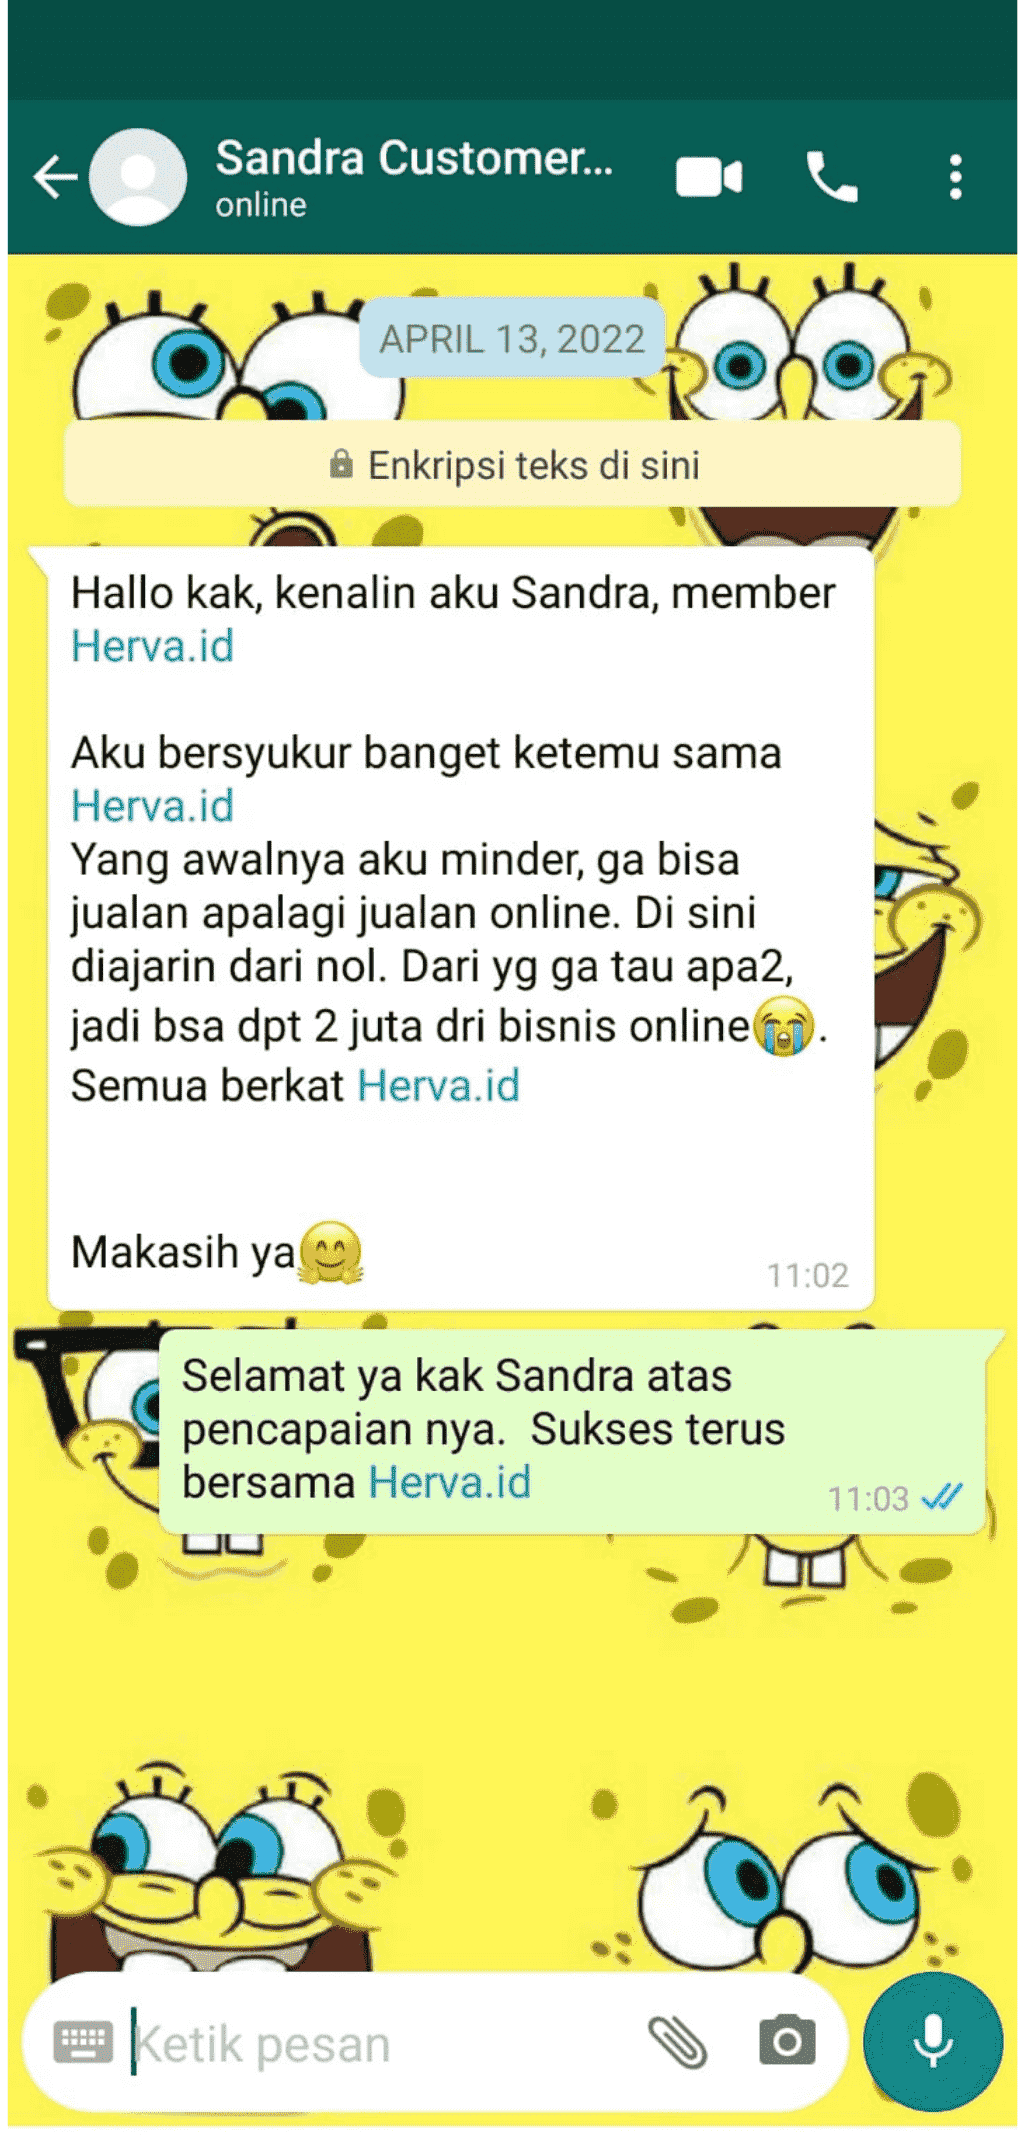 Sandra Customer...
online
APRIL 13, 2022
Enkripsi teks di sini
Hallo kak, kenalin aku Sandra, member
Herva.id
Aku bersyukur banget ketemu sama
Herva.id
Yang awalnya aku minder, ga bisa
jualan apalagi jualan online. Di sini
diajarin dari nol. Dari yg ga tau apa2,
jadi bsa dpt 2 juta dri bisnis online😭.
Semua berkat Herva.id
Makasih ya🤗
11:02
Selamat ya kak Sandra atas
pencapaian nya.  Sukses terus
bersama Herva.id
11:03
Ketik pesan